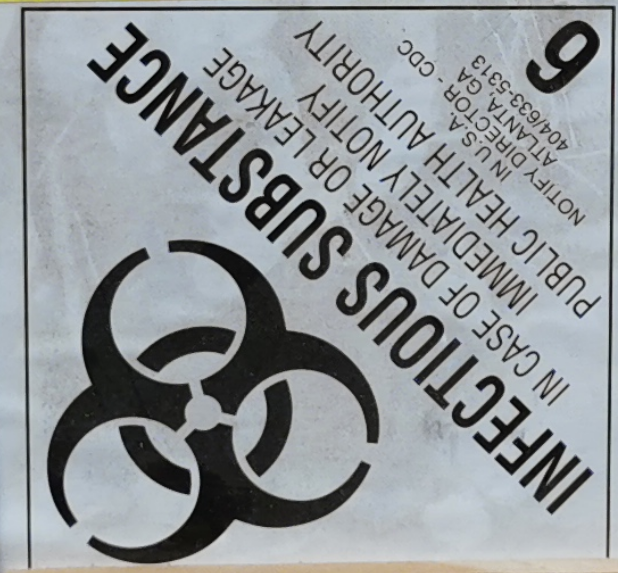 INFECTIOUS SUBSTANCE
IN CASE OF DAMAGE OR LEAKAGE
IMMEDIATELY NOTIFY
PUBLIC HEALTH AUTHORITY
IN U.S.A.
NOTIFY DIRECTOR - CDC
ATLANTA, GA
404/633-5313
6